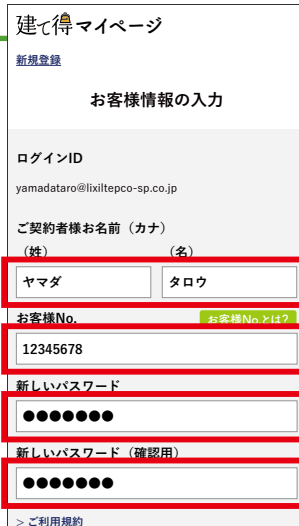 建て得マイページ
新規登録
お客様情報の入力
ログインID
yamadataro@lixiltepco-sp.co.jp
ご契約者様お名前（カナ）
（姓） （名）
ヤマダ タロウ
お客様No. お客様No.とは?
12345678
新しいパスワード
●●●●●●●
新しいパスワード（確認用）
●●●●●●●
> ご利用規約